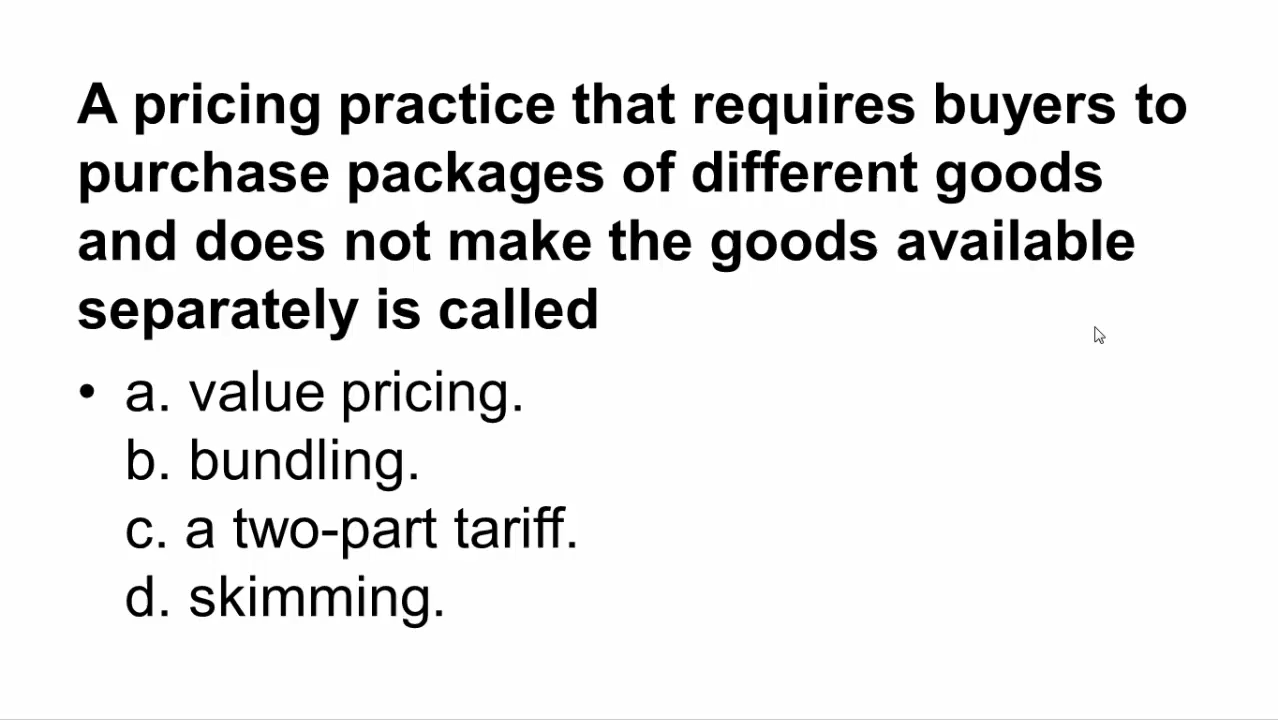 A pricing practice that requires buyers to
purchase packages of different goods
and does not make the goods available
separately is called
• a. value pricing.
b. bundling.
c. a two-part tariff.
d. skimming.